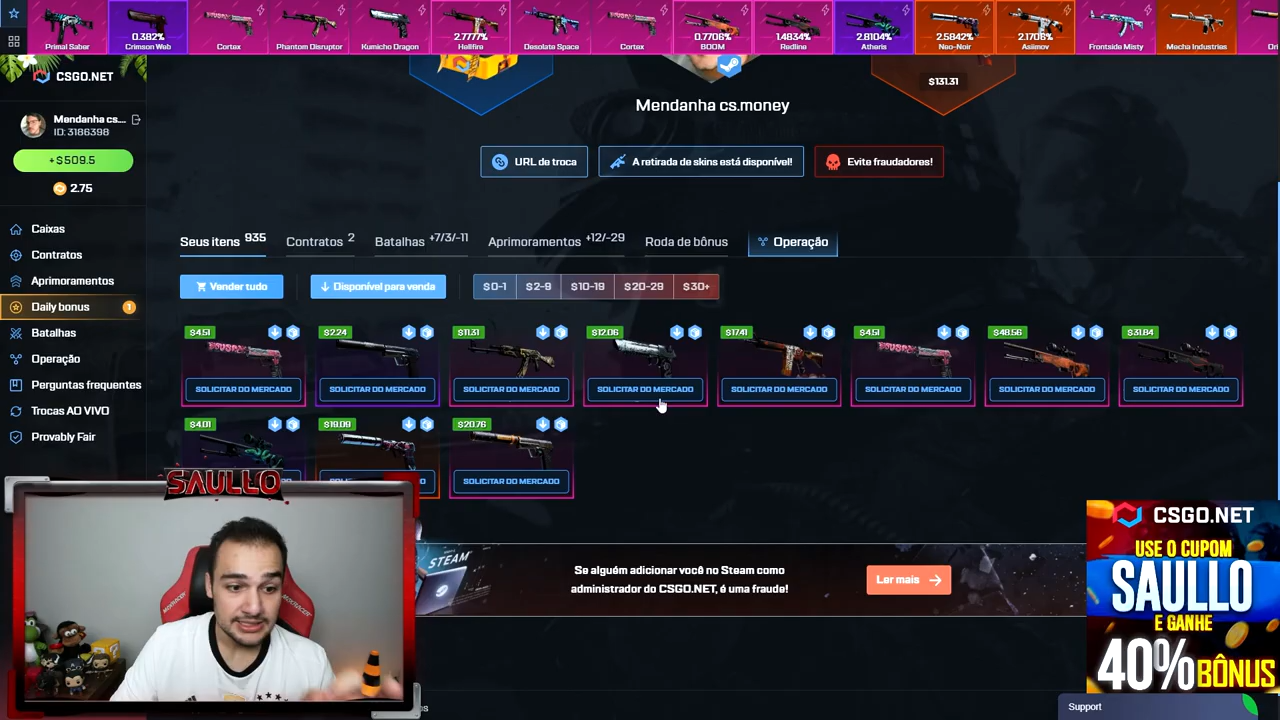 0.382%
2.7777%
0.7706%
1.4834%
2.8104%
2.5842%
2.1706%
Primal Saber
Crimson Web
Cortex
Phantom Disruptor
Kumicho Dragon
Hellfire
Desolate Space
Cortex
BOOM
Redline
Atheris
Neo-Noir
Asiimov
Frontside Misty
Mecha Industries
CSGO.NET
$131.31
Mendanha cs.money
Mendanha cs....
ID: 3186398
+$509.5
2.75
URL de troca
A retirada de skins está disponível!
Evite fraudadores!
Caixas
Contratos
Aprimoramentos
Daily bonus 1
Batalhas
Operação
Perguntas frequentes
Trocas AO VIVO
Provably Fair
Seus itens 935
Contratos 2
Batalhas +7/3/-11
Aprimoramentos +12/-29
Roda de bônus
Operação
Vender tudo
Disponível para venda
$0-1
$2-9
$10-19
$20-29
$30+
$4.51
$2.24
$11.31
$12.06
$17.41
$4.51
$48.56
$31.84
SOLICITAR DO MERCADO
SOLICITAR DO MERCADO
SOLICITAR DO MERCADO
SOLICITAR DO MERCADO
SOLICITAR DO MERCADO
SOLICITAR DO MERCADO
SOLICITAR DO MERCADO
SOLICITAR DO MERCADO
$4.01
$19.09
$20.76
SOLICITAR DO MERCADO
SAULLO
STEAM
Se alguém adicionar você no Steam como
administrador do CSGO.NET, é uma fraude!
Ler mais
CSGO.NET
USE O CUPOM
SAULLO
E GANHE
40% BÔNUS
Support